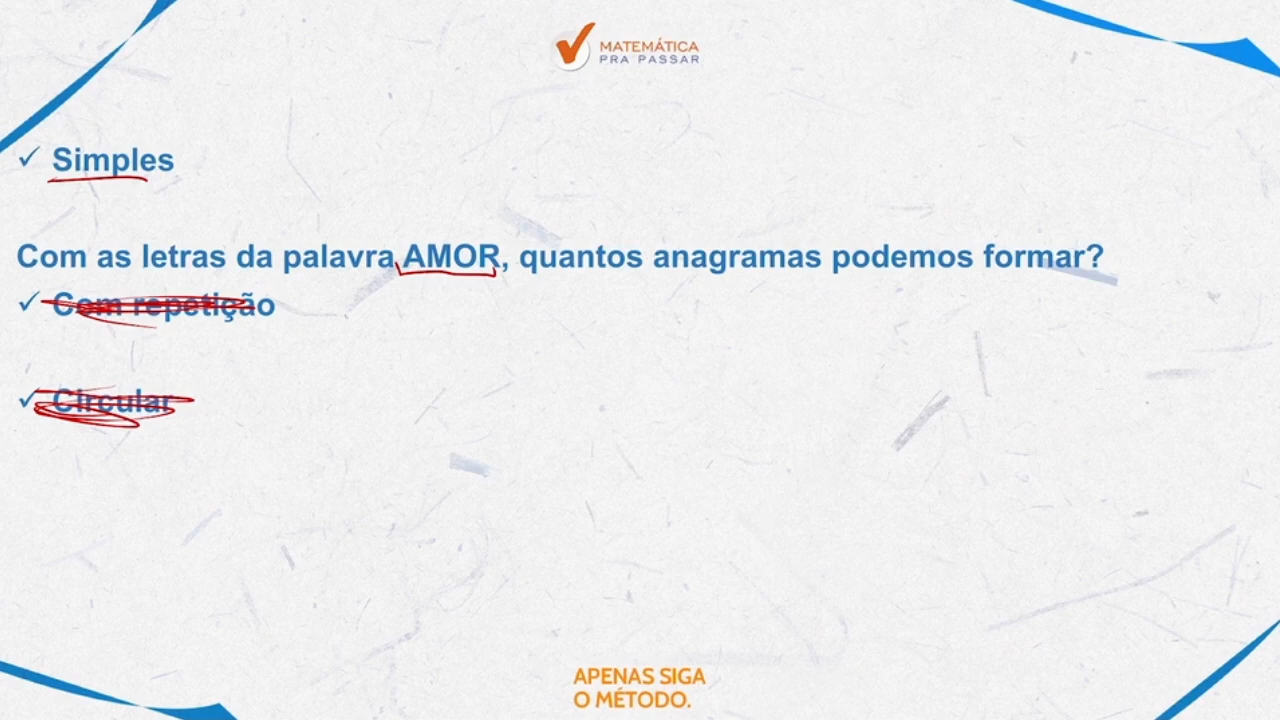 MATEMÁTICA
PRA PASSAR
✓ Simples
Com as letras da palavra AMOR, quantos anagramas podemos formar?
✓ Com repetição
✓ Circular
APENAS SIGA
O MÉTODO.